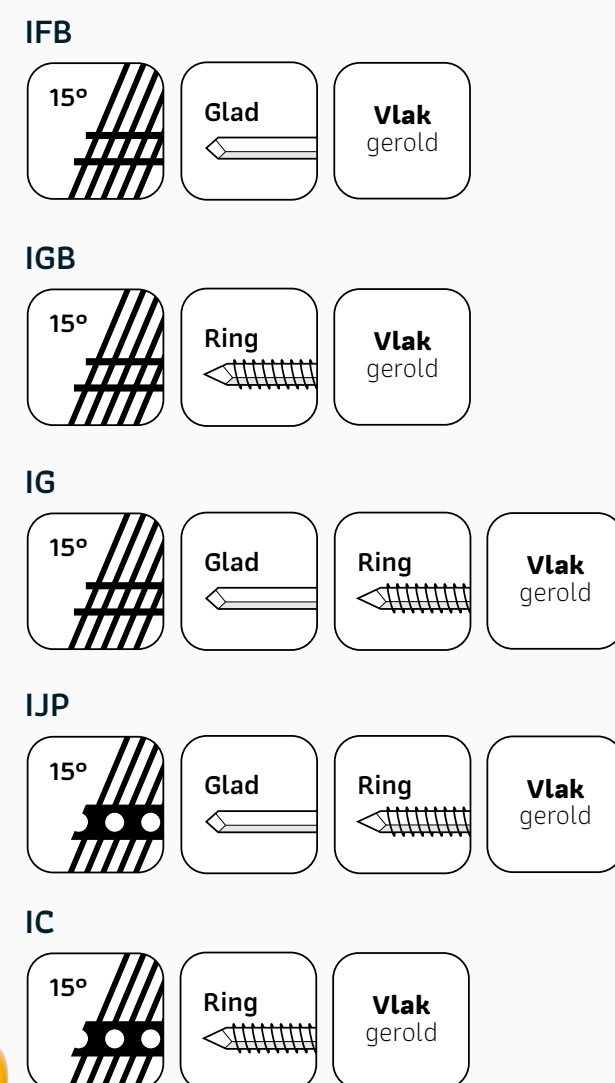 IFB
15°
Glad
Vlak
gerold
IGB
15°
Ring
Vlak
gerold
IG
15°
Glad
Ring
Vlak
gerold
IJP
15°
Glad
Ring
Vlak
gerold
IC
15°
Ring
Vlak
gerold